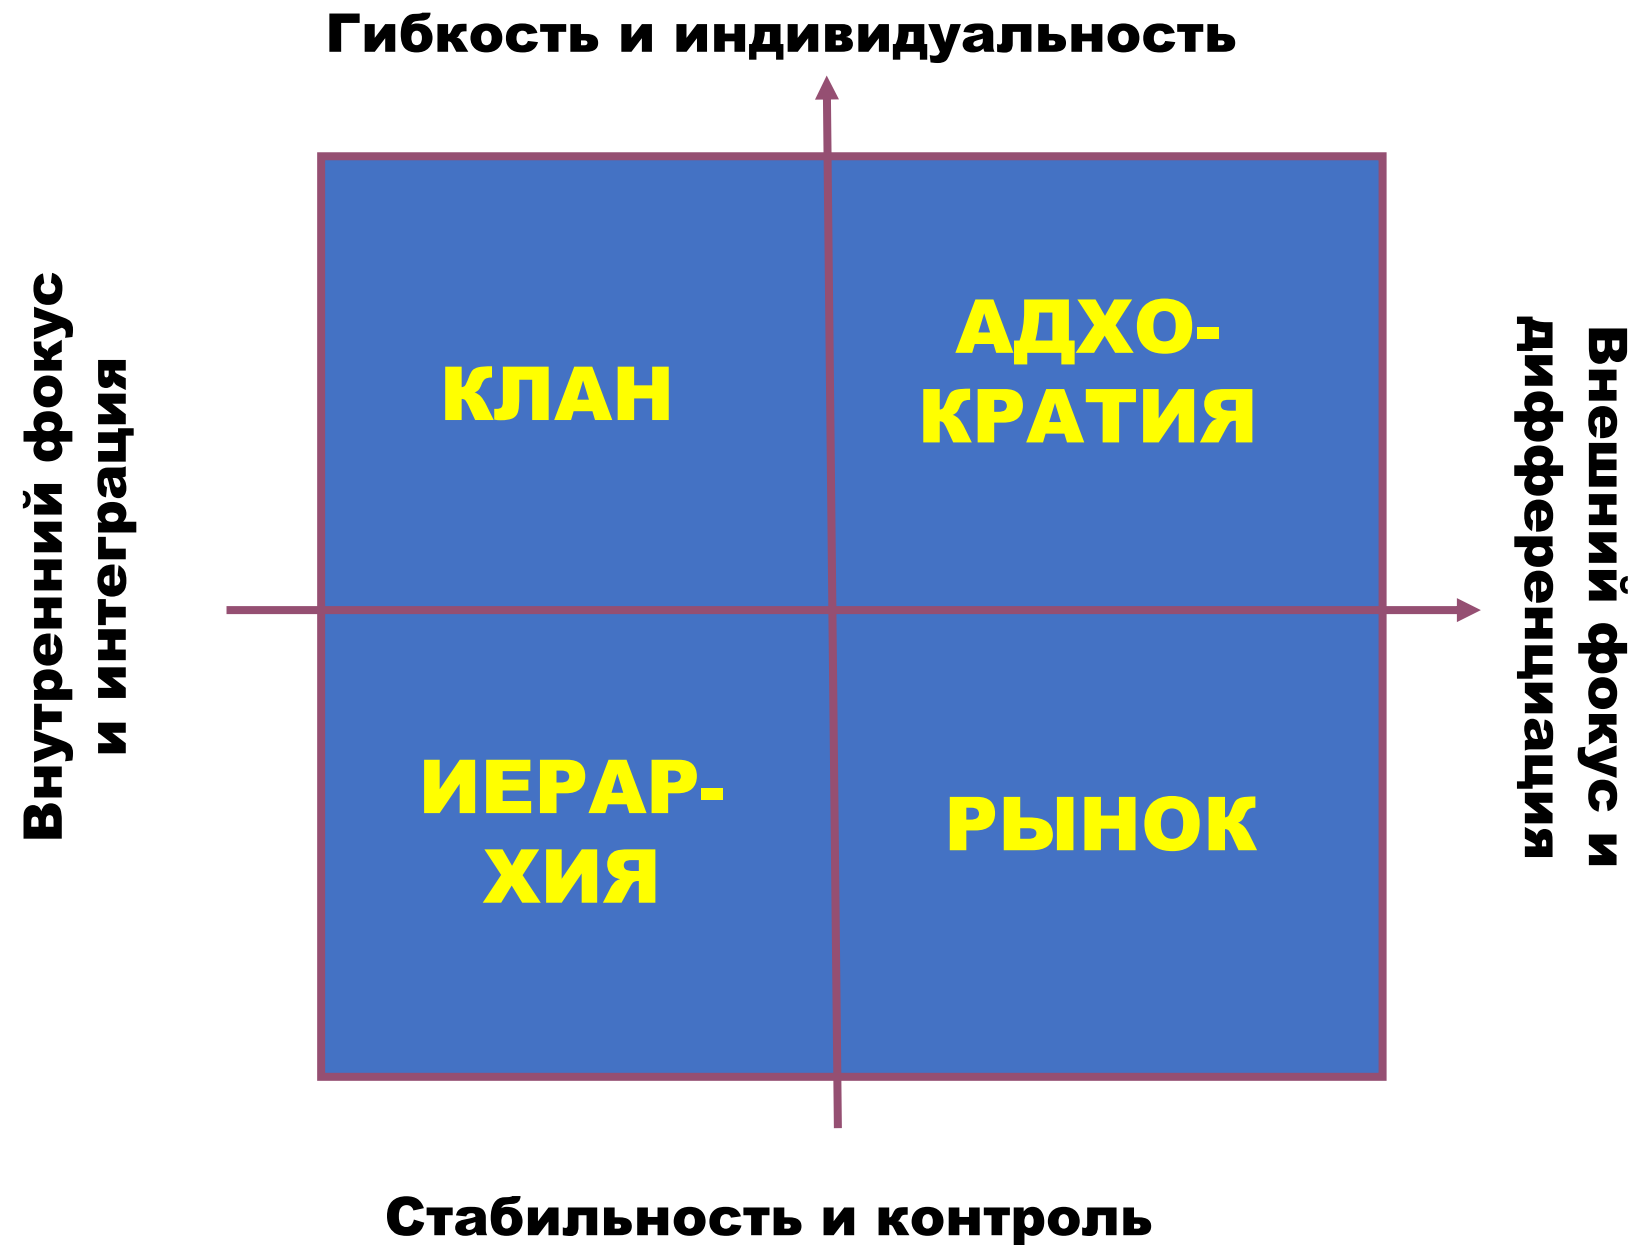 Гибкость и индивидуальность
Внутренний фокус
и интеграция
КЛАН
АДХО-
КРАТИЯ
Внешний фокус и
дифференциация
ИЕРАР-
ХИЯ
РЫНОК
Стабильность и контроль